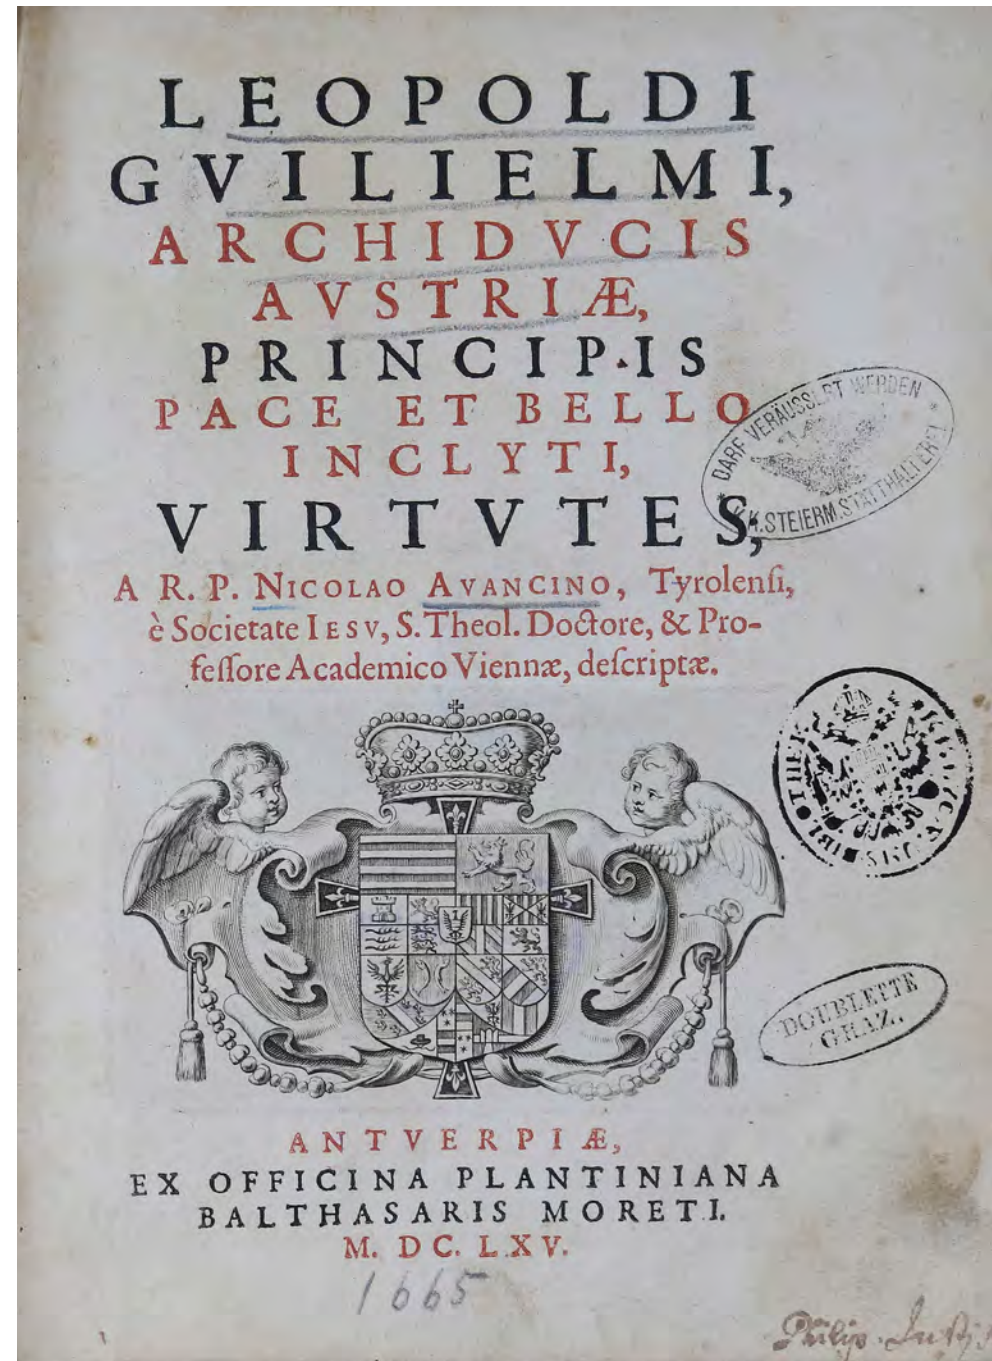 LEOPOLDI
GVILIELMI,
ARCHIDVCIS
AVSTRIÆ,
PRINCIPIS
PACE ET BELLO
INCLYTI,
VIRTVTES,
A R. P. NICOLAO AVANCINO, Tyrolenſi,
è Societate IESV, S. Theol. Doctore, & Pro-
feſſore Academico Viennæ, deſcriptæ.
DARF VERÄUSSERT WERDEN
K.K. STEIERM. STATTHALTEREI
DOUBLETTE
GRAZ.
ANTVERPIÆ,
EX OFFICINA PLANTINIANA
BALTHASARIS MORETI.
M. DC. LXV.
1665
Philip.